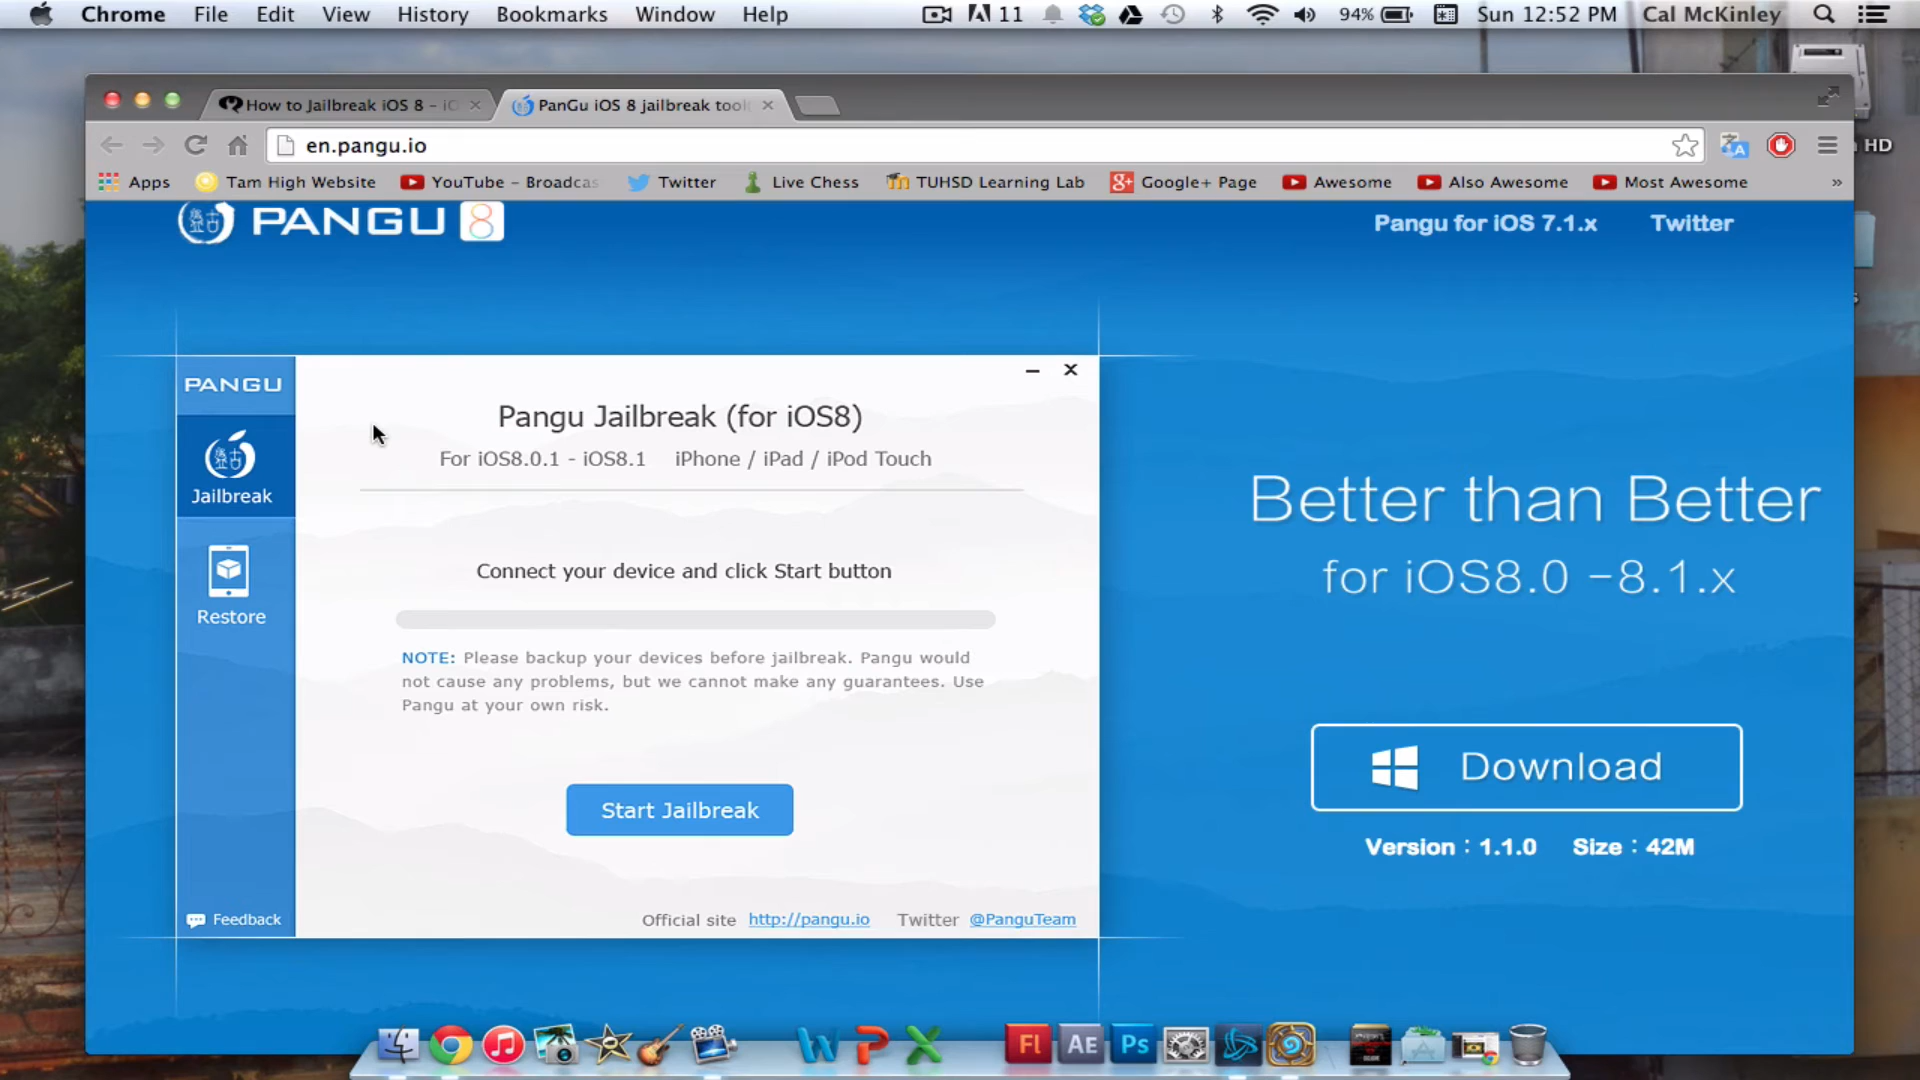 Chrome File Edit View History Bookmarks Window Help 11 94% Sun 12:52 PM Cal McKinley
How to Jailbreak iOS 8 – iO PanGu iOS 8 jailbreak tool
en.pangu.io
HD
Apps Tam High Website YouTube – Broadcas Twitter Live Chess TUHSD Learning Lab Google+ Page Awesome Also Awesome Most Awesome »
盤古 PANGU 8 Pangu for iOS 7.1.x Twitter
PANGU
Pangu Jailbreak (for iOS8)
For iOS8.0.1 - iOS8.1 iPhone / iPad / iPod Touch
盤古
Jailbreak
Better than Better
for iOS8.0 –8.1.x
Connect your device and click Start button
Restore
NOTE: Please backup your devices before jailbreak. Pangu would
not cause any problems, but we cannot make any guarantees. Use
Pangu at your own risk.
Download
Start Jailbreak
Version : 1.1.0 Size : 42M
Feedback
Official site http://pangu.io Twitter @PanguTeam
W P X Fl AE Ps